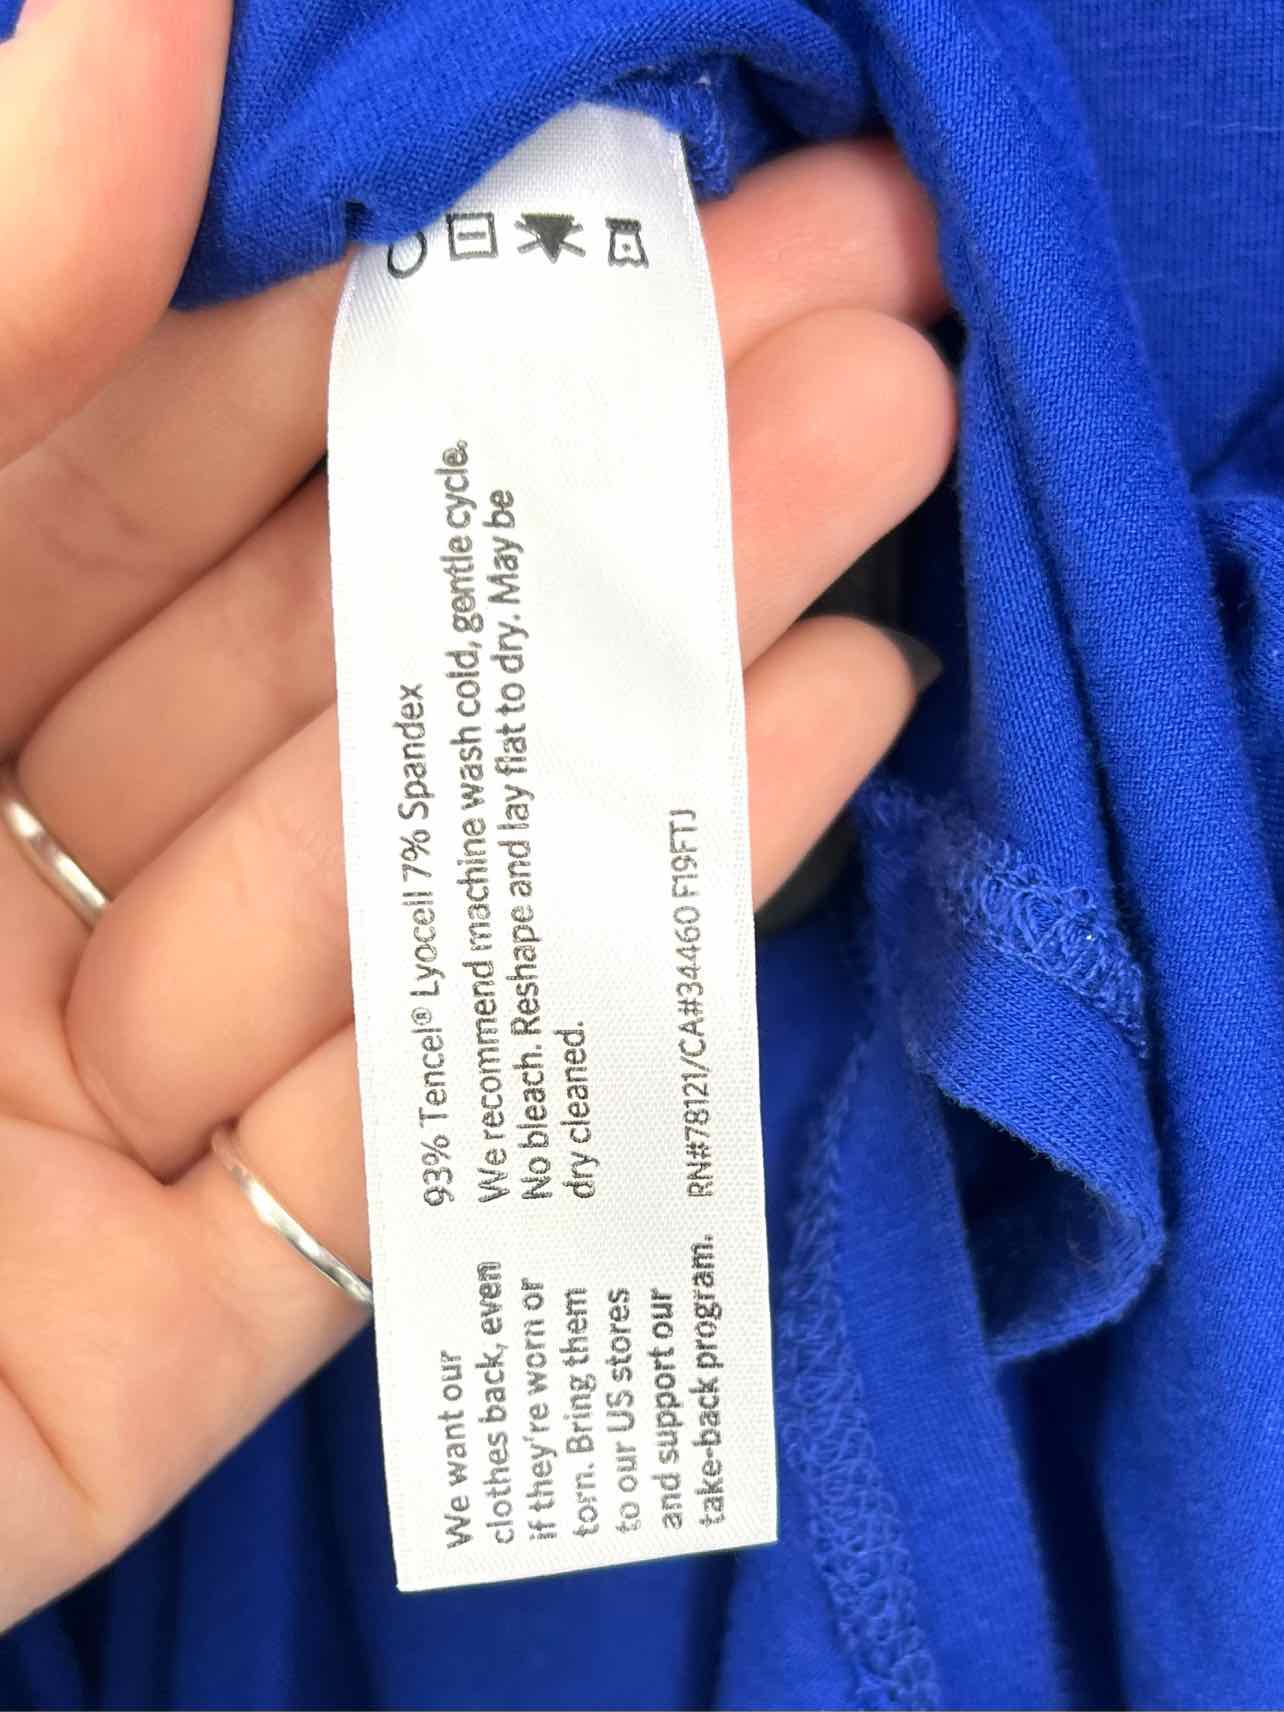 93% Tencel® Lyocell 7% Spandex
We recommend machine wash cold, gentle cycle.
No bleach. Reshape and lay flat to dry. May be
dry cleaned.
RN#78121/CA#34460 F19FTJ
We want our
clothes back, even
if they're worn or
torn. Bring them
to our US stores
and support our
take-back program.